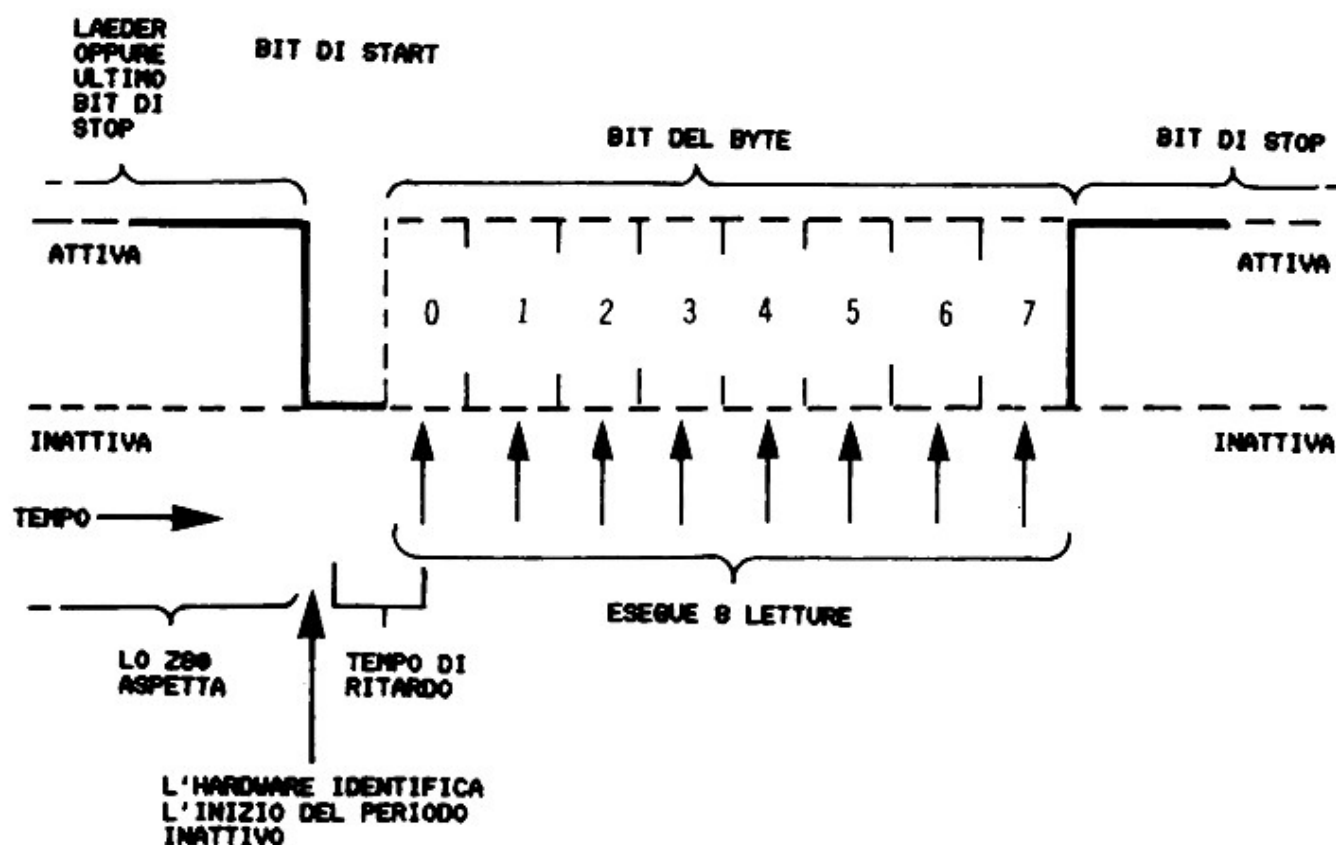 LAEDER
OPPURE
ULTIMO
BIT DI
STOP
BIT DI START
BIT DEL BYTE
BIT DI STOP
ATTIVA
ATTIVA
0 1 2 3 4 5 6 7
INATTIVA
INATTIVA
TEMPO
ESEGUE 8 LETTURE
LO Z80
ASPETTA
TEMPO DI
RITARDO
L'HARDWARE IDENTIFICA
L'INIZIO DEL PERIODO
INATTIVO